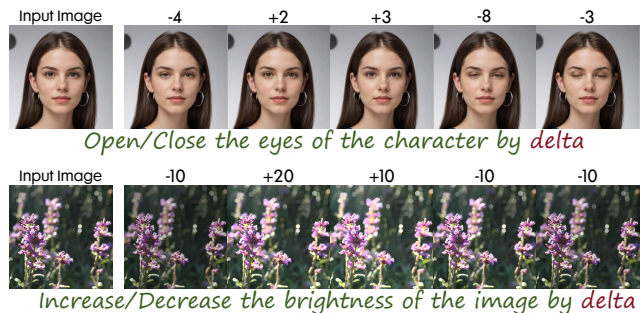 Input Image -4 +2 +3 -8 -3
Open/Close the eyes of the character by delta
Input Image -10 +20 +10 -10 -10
Increase/Decrease the brightness of the image by delta